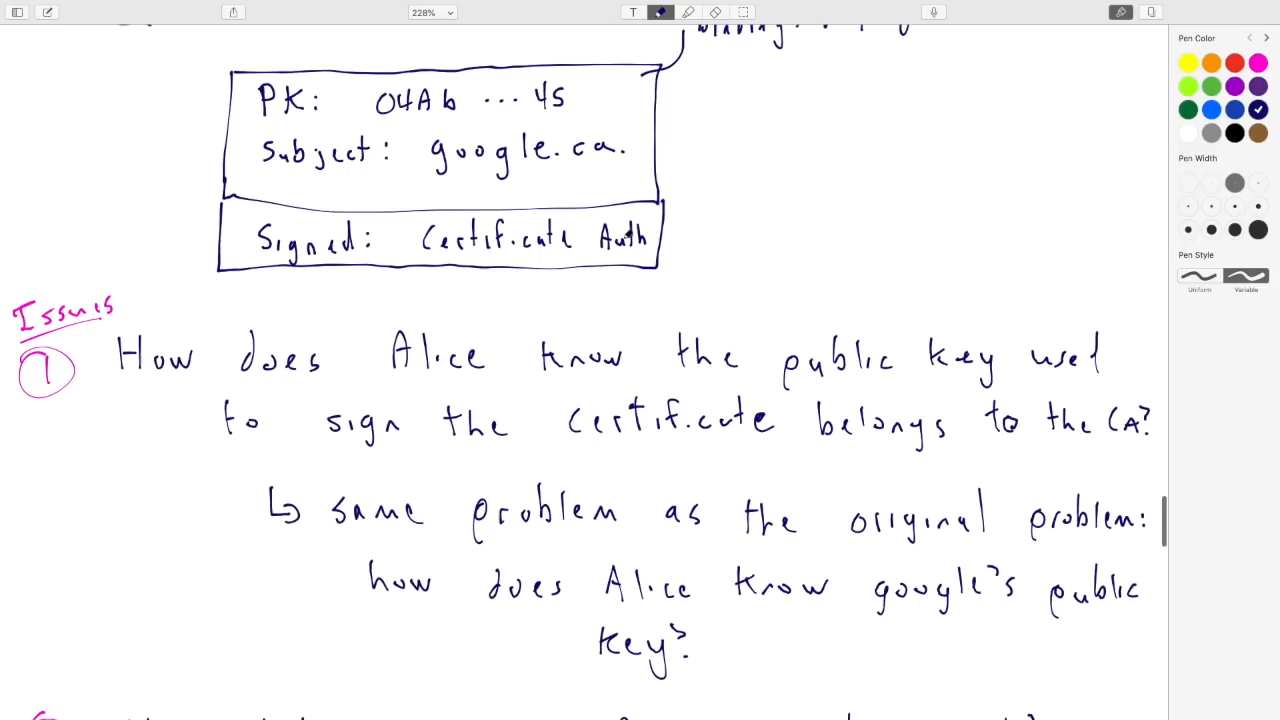 228%
Pen Color
PK: 04Ab ... 45
Subject: google.ca.
Pen Width
Signed: Certificate Auth
Pen Style
Uniform Variable
Issues
1 How does Alice know the public key used
to sign the certificate belongs to the CA?
↳ same problem as the original problem:
how does Alice know google's public
key?